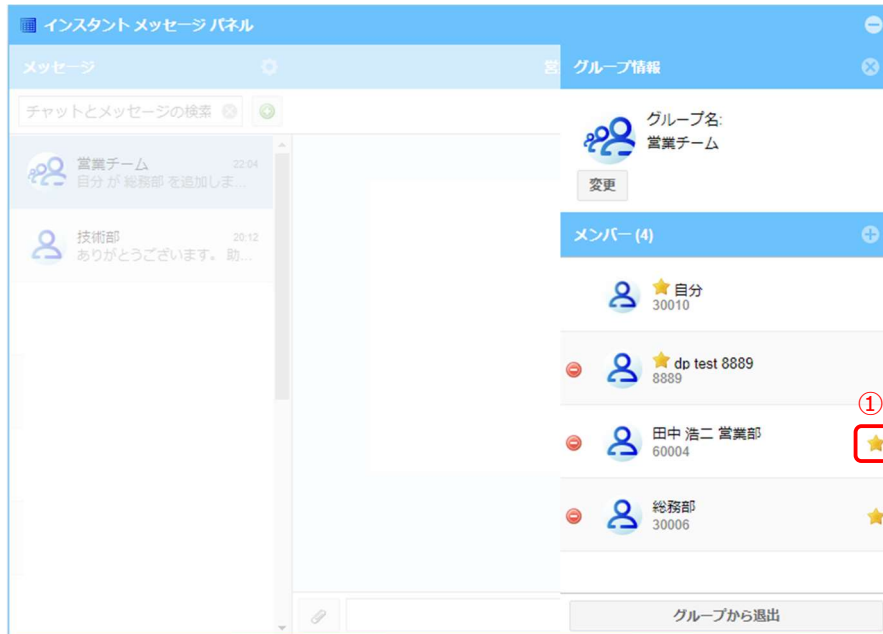 インスタント メッセージ パネル
メッセージ
営
グループ情報
チャットとメッセージの検索
グループ名:
営業チーム
変更
営業チーム 22:04
自分 が 総務部 を追加しま...
技術部 20:12
ありがとうございます。 助...
メンバー (4)
自分
30010
dp test 8889
8889
①
田中 浩二 営業部
60004
総務部
30006
グループから退出